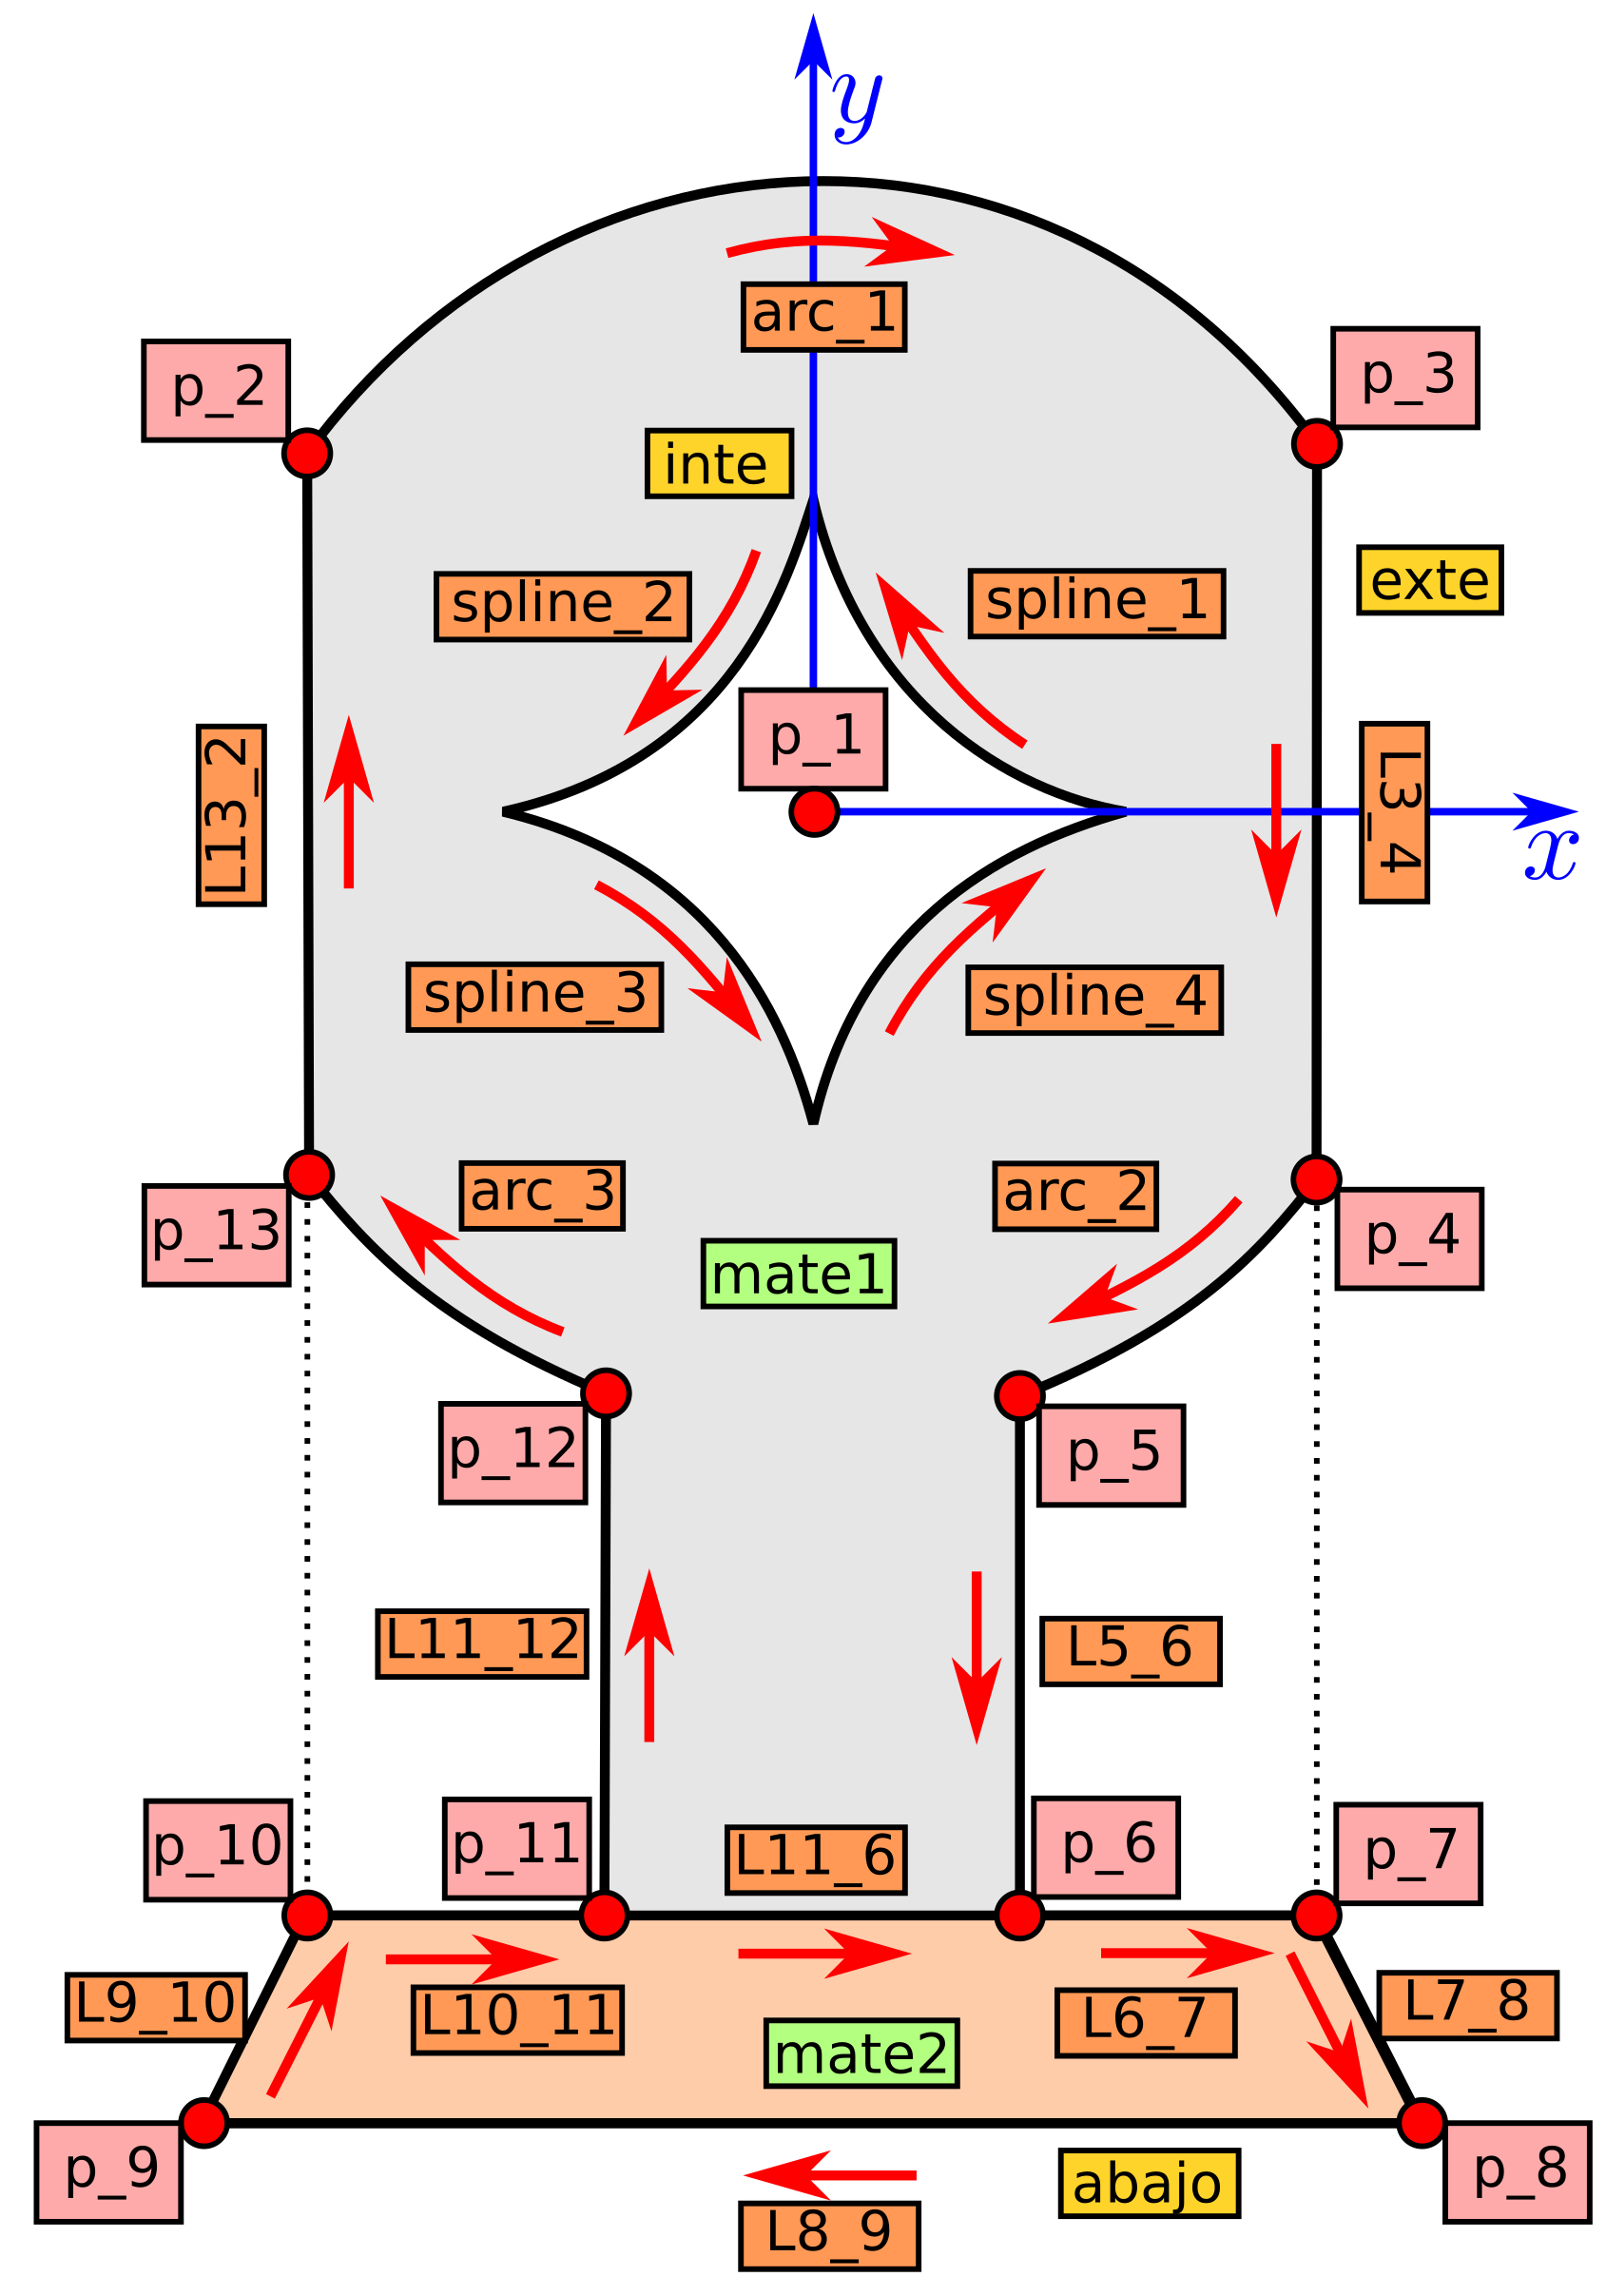 y
arc_1
p_2
p_3
inte
exte
spline_2
spline_1
p_1
L13_2
L3_4
x
spline_3
spline_4
arc_3
arc_2
p_13
p_4
mate1
p_12
p_5
L11_12
L5_6
p_10
p_11
L11_6
p_6
p_7
L9_10
L10_11
L6_7
L7_8
mate2
p_9
abajo
p_8
L8_9